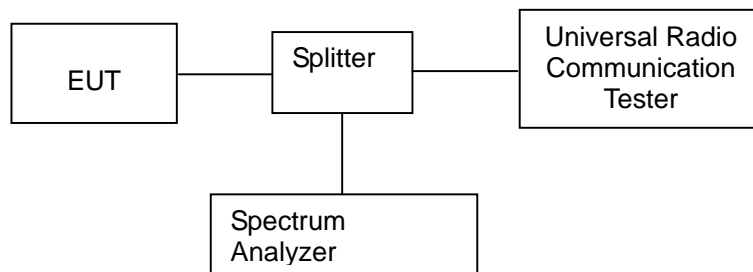 EUT
Splitter
Universal Radio
Communication
Tester
Spectrum
Analyzer